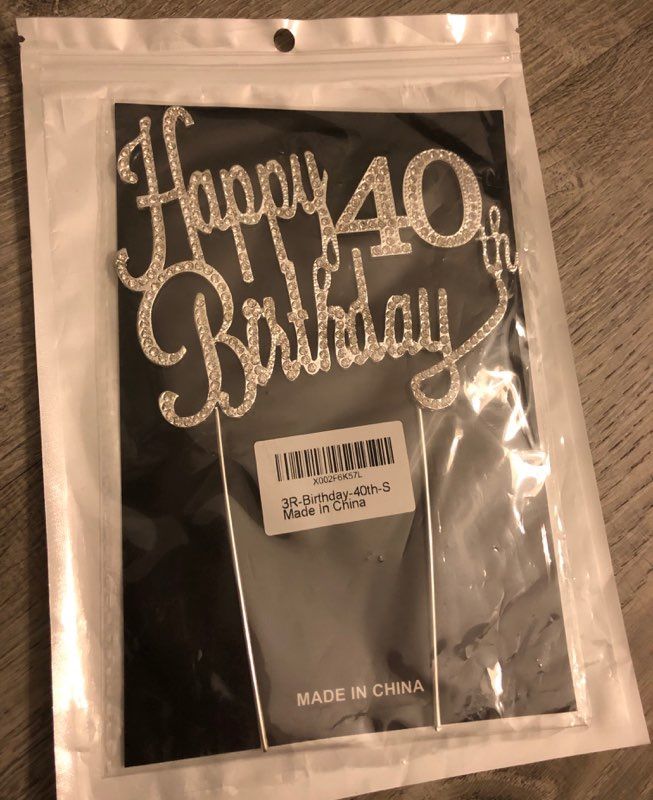 Happy 40th
Birthday
X002F6K57L
3R-Birthday-40th-S
Made In China
MADE IN CHINA